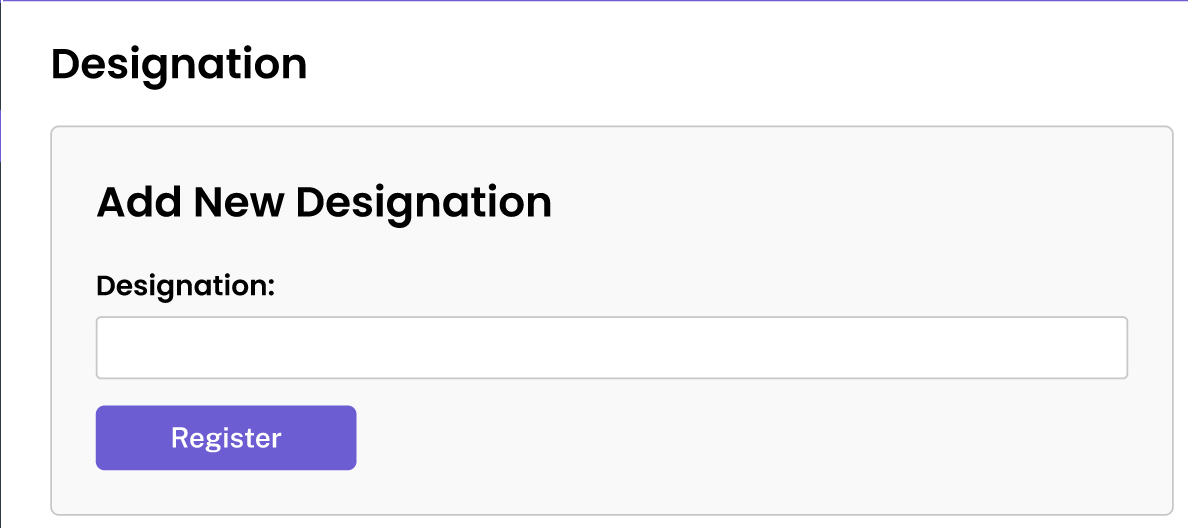 Designation
Add New Designation
Designation:
Register